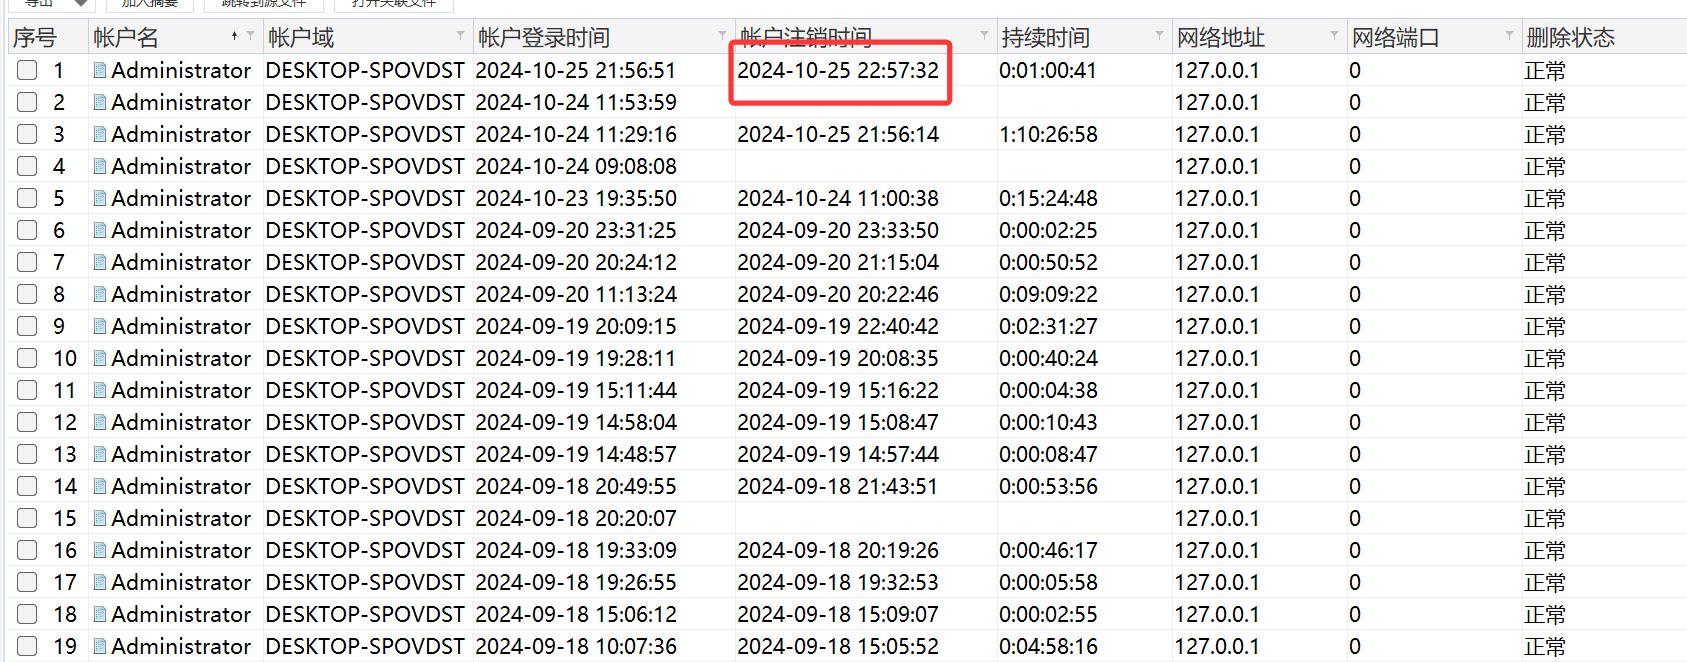 导出 加入摘要 跳转到源文件 打开关联文件
序号 帐户名 帐户域 帐户登录时间 帐户注销时间 持续时间 网络地址 网络端口 删除状态
1 Administrator DESKTOP-SPOVDST 2024-10-25 21:56:51 2024-10-25 22:57:32 0:01:00:41 127.0.0.1 0 正常
2 Administrator DESKTOP-SPOVDST 2024-10-24 11:53:59 127.0.0.1 0 正常
3 Administrator DESKTOP-SPOVDST 2024-10-24 11:29:16 2024-10-25 21:56:14 1:10:26:58 127.0.0.1 0 正常
4 Administrator DESKTOP-SPOVDST 2024-10-24 09:08:08 127.0.0.1 0 正常
5 Administrator DESKTOP-SPOVDST 2024-10-23 19:35:50 2024-10-24 11:00:38 0:15:24:48 127.0.0.1 0 正常
6 Administrator DESKTOP-SPOVDST 2024-09-20 23:31:25 2024-09-20 23:33:50 0:00:02:25 127.0.0.1 0 正常
7 Administrator DESKTOP-SPOVDST 2024-09-20 20:24:12 2024-09-20 21:15:04 0:00:50:52 127.0.0.1 0 正常
8 Administrator DESKTOP-SPOVDST 2024-09-20 11:13:24 2024-09-20 20:22:46 0:09:09:22 127.0.0.1 0 正常
9 Administrator DESKTOP-SPOVDST 2024-09-19 20:09:15 2024-09-19 22:40:42 0:02:31:27 127.0.0.1 0 正常
10 Administrator DESKTOP-SPOVDST 2024-09-19 19:28:11 2024-09-19 20:08:35 0:00:40:24 127.0.0.1 0 正常
11 Administrator DESKTOP-SPOVDST 2024-09-19 15:11:44 2024-09-19 15:16:22 0:00:04:38 127.0.0.1 0 正常
12 Administrator DESKTOP-SPOVDST 2024-09-19 14:58:04 2024-09-19 15:08:47 0:00:10:43 127.0.0.1 0 正常
13 Administrator DESKTOP-SPOVDST 2024-09-19 14:48:57 2024-09-19 14:57:44 0:00:08:47 127.0.0.1 0 正常
14 Administrator DESKTOP-SPOVDST 2024-09-18 20:49:55 2024-09-18 21:43:51 0:00:53:56 127.0.0.1 0 正常
15 Administrator DESKTOP-SPOVDST 2024-09-18 20:20:07 127.0.0.1 0 正常
16 Administrator DESKTOP-SPOVDST 2024-09-18 19:33:09 2024-09-18 20:19:26 0:00:46:17 127.0.0.1 0 正常
17 Administrator DESKTOP-SPOVDST 2024-09-18 19:26:55 2024-09-18 19:32:53 0:00:05:58 127.0.0.1 0 正常
18 Administrator DESKTOP-SPOVDST 2024-09-18 15:06:12 2024-09-18 15:09:07 0:00:02:55 127.0.0.1 0 正常
19 Administrator DESKTOP-SPOVDST 2024-09-18 10:07:36 2024-09-18 15:05:52 0:04:58:16 127.0.0.1 0 正常